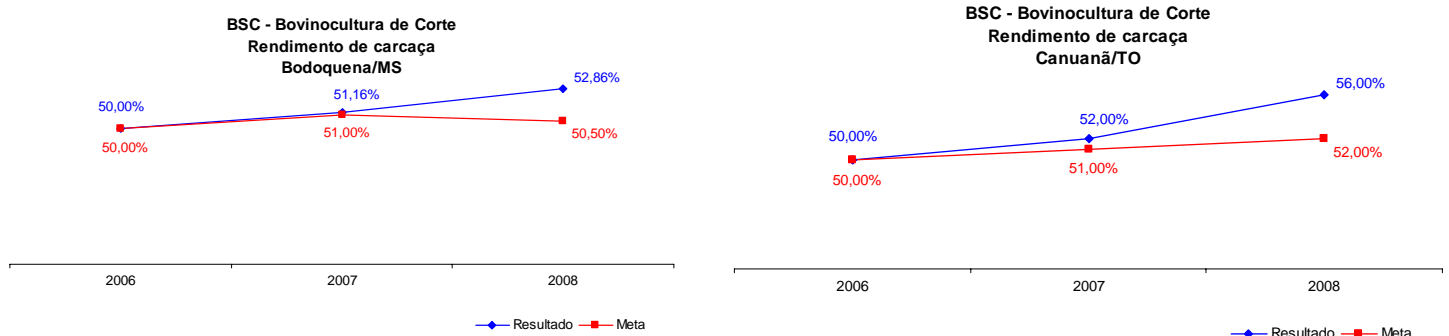 BSC - Bovinocultura de Corte
Rendimento de carcaça
Bodoquena/MS
52,86%
51,16%
50,00%
51,00%
50,50%
50,00%
2006
2007
2008
Resultado
Meta
BSC - Bovinocultura de Corte
Rendimento de carcaça
Canuanã/TO
56,00%
52,00%
50,00%
52,00%
51,00%
50,00%
2006
2007
2008
Resultado
Meta